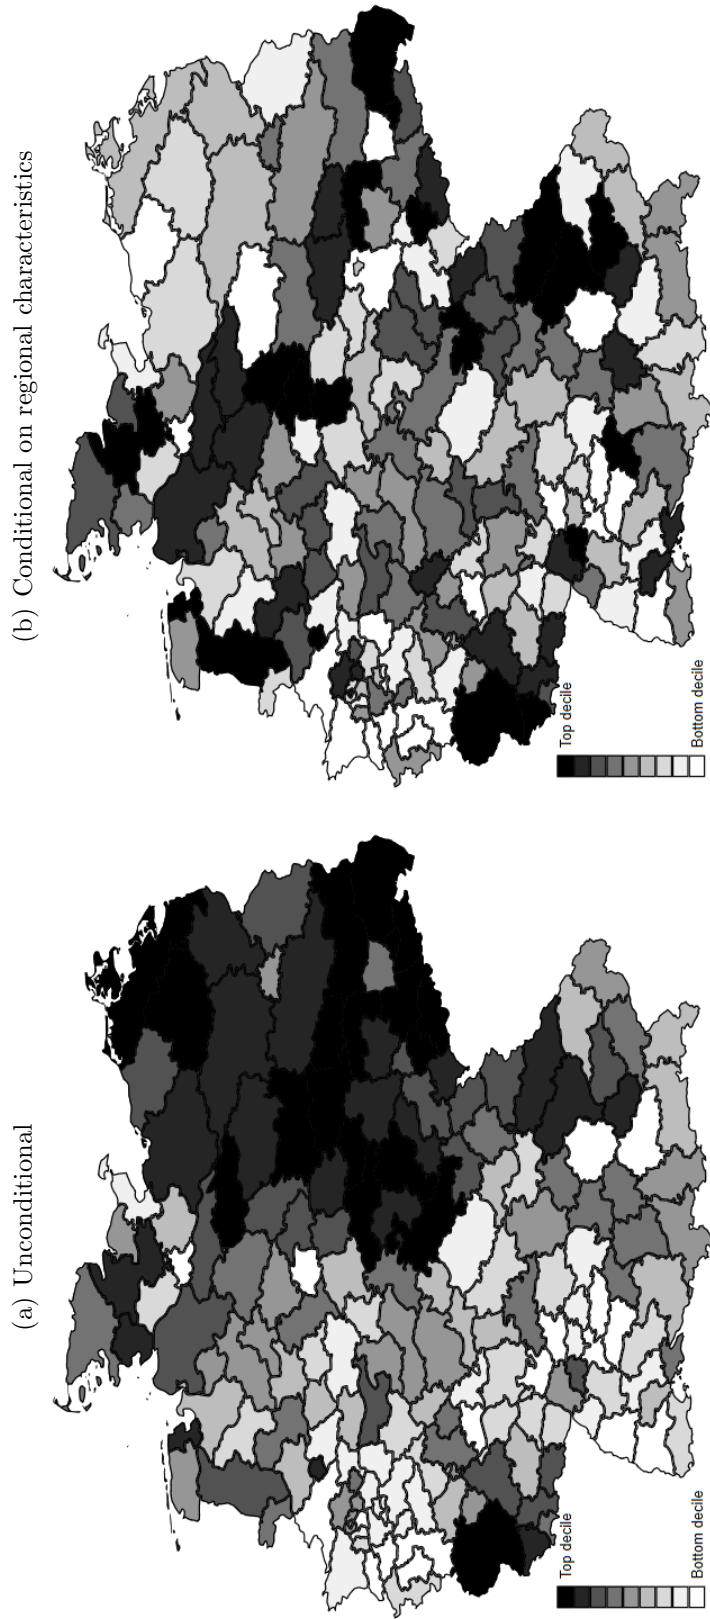 (a) Unconditional
Top decile
Bottom decile
(b) Conditional on regional characteristics
Top decile
Bottom decile